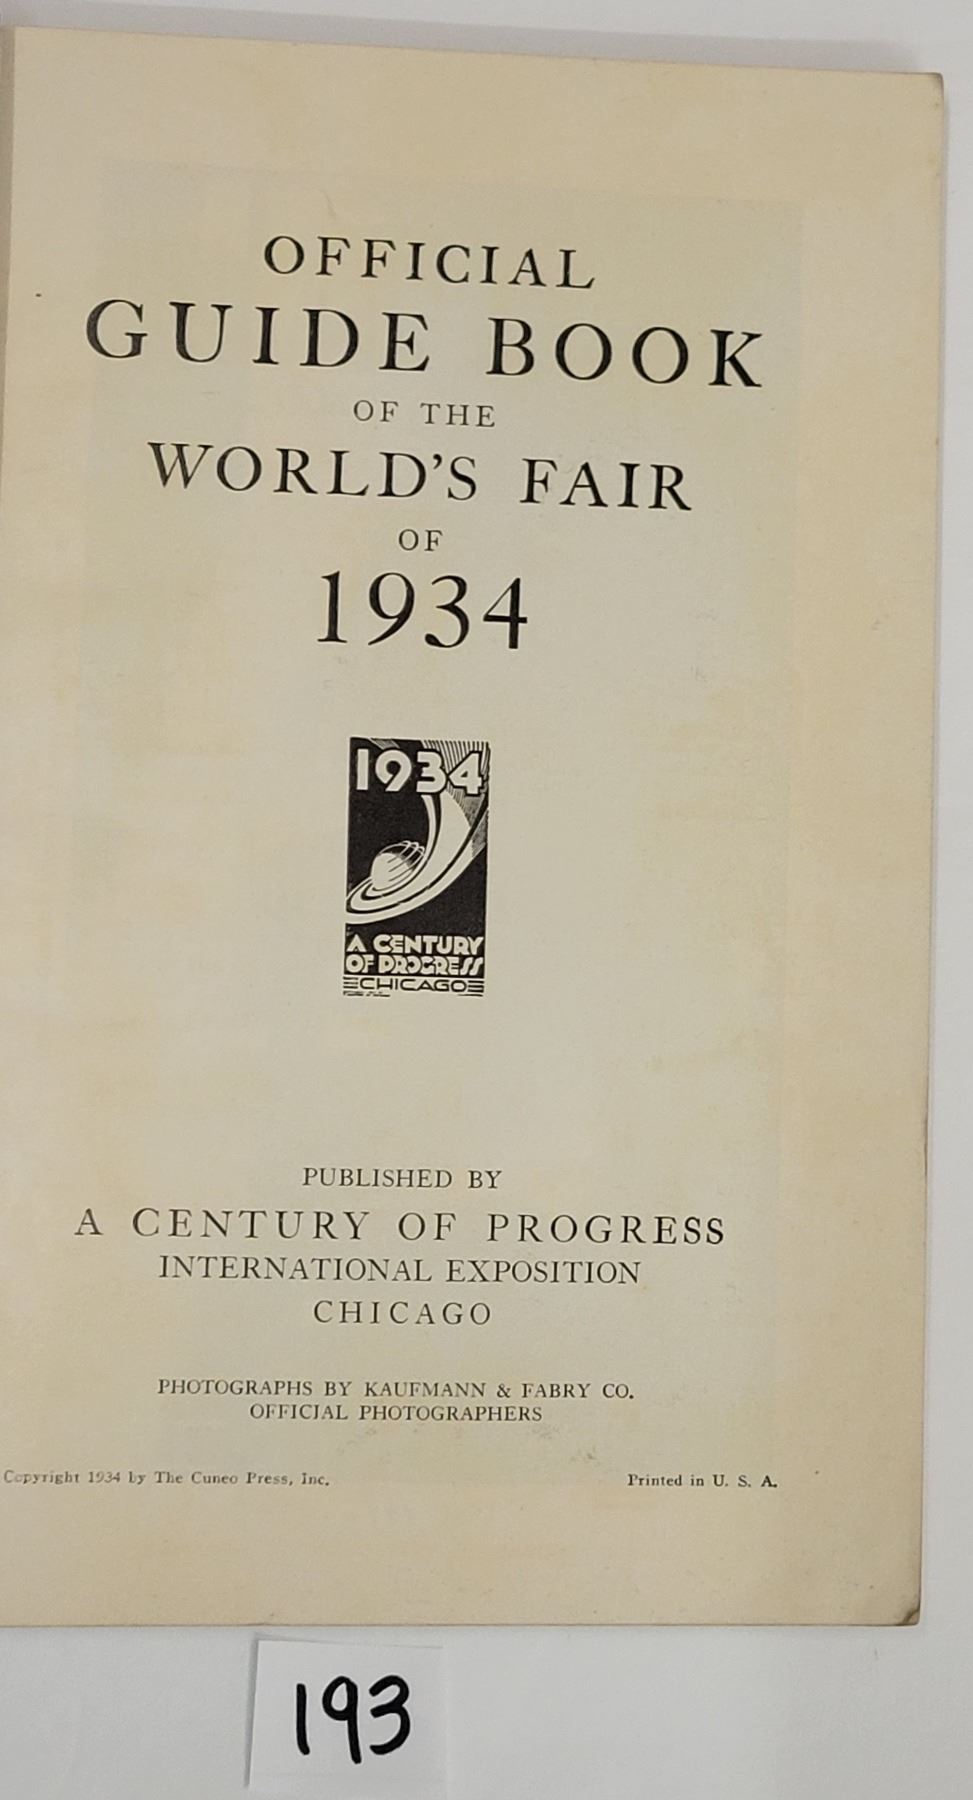 OFFICIAL
GUIDE BOOK
OF THE
WORLD'S FAIR
OF
1934
1934
A CENTURY
OF PROGRESS
CHICAGO
PUBLISHED BY
A CENTURY OF PROGRESS
INTERNATIONAL EXPOSITION
CHICAGO
PHOTOGRAPHS BY KAUFMANN & FABRY CO.
OFFICIAL PHOTOGRAPHERS
Copyright 1934 by The Cuneo Press, Inc.
Printed in U. S. A.
193